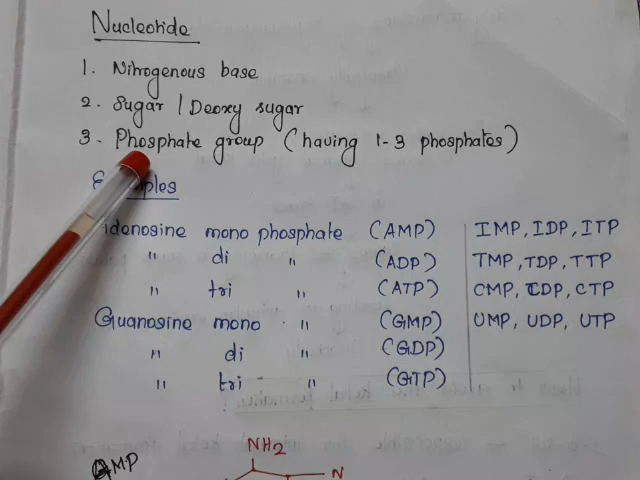 Nucleotide
1. Nitrogenous base
2. Sugar | Deoxy sugar
3. Phosphate group (having 1-3 phosphates)
mono phosphate (AMP) IMP, IDP, ITP
" di " (ADP) TMP, TDP, TTP
" tri " (ATP) CMP, CDP, CTP
Guanosine mono " (GMP) UMP, UDP, UTP
" di " (GDP)
" tri " (GTP)
NH2
AMP N